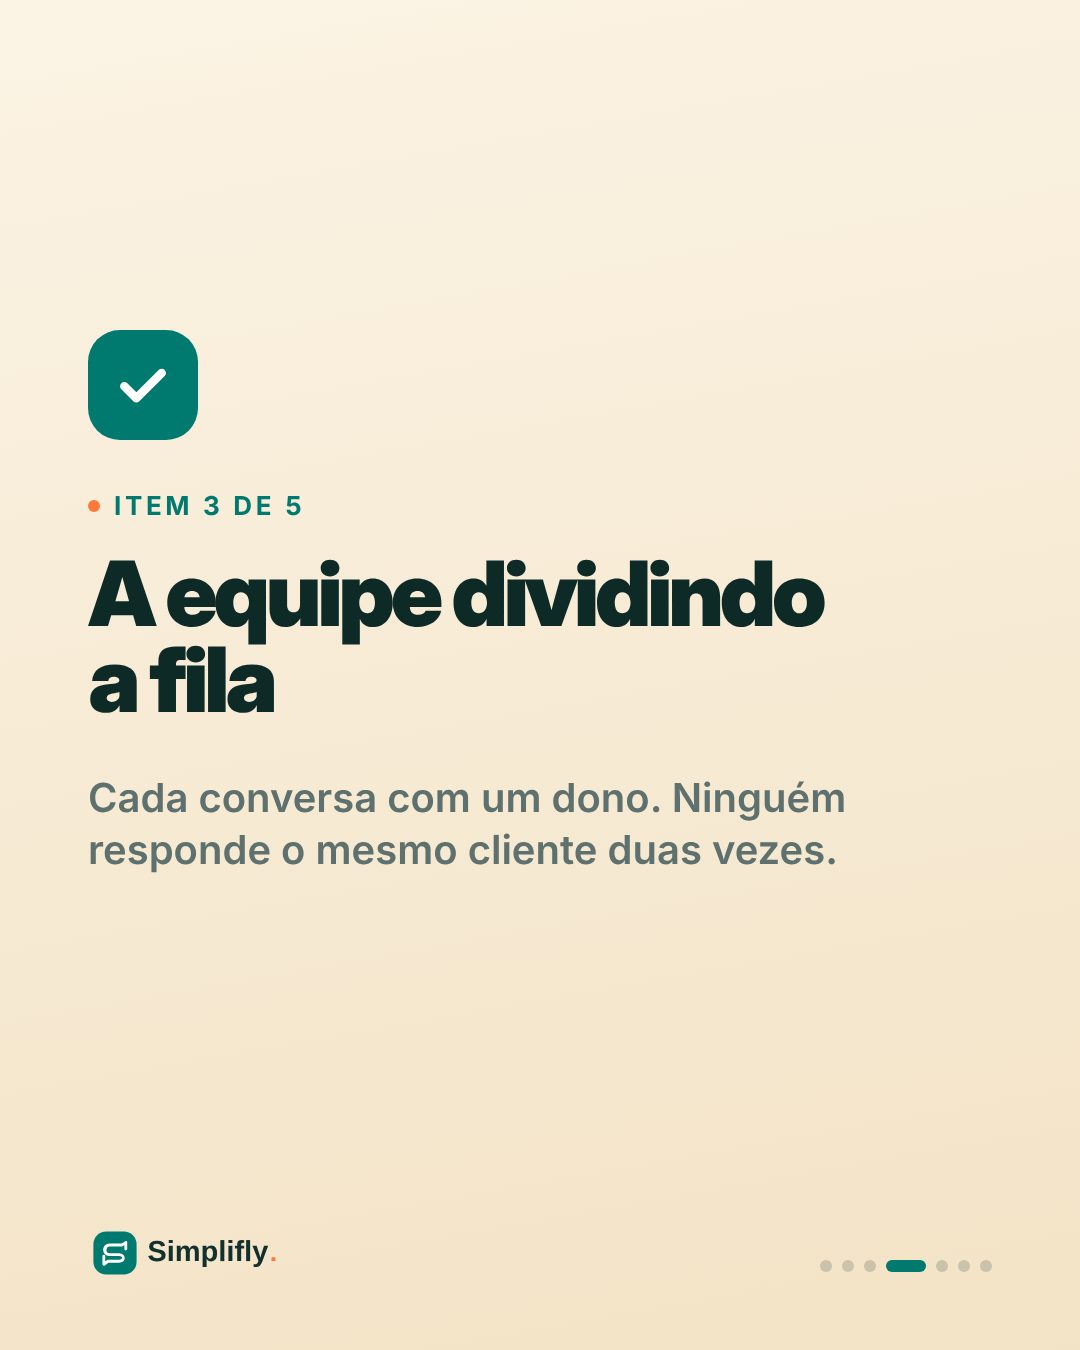 ITEM 3 DE 5
A equipe dividindo
a fila
Cada conversa com um dono. Ninguém
responde o mesmo cliente duas vezes.
Simplifly.